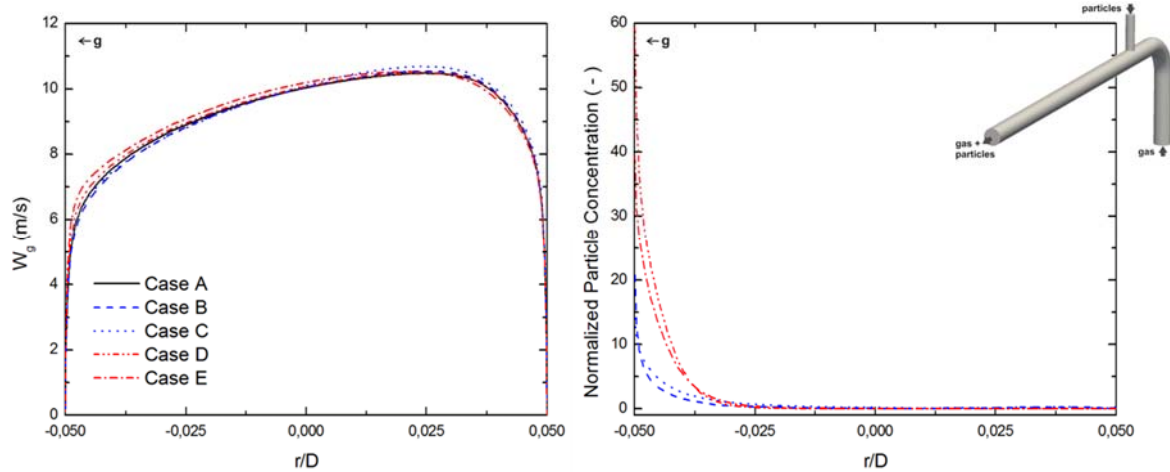 ← g
12
10
8
6
4
2
0
W_g (m/s)
Case A
Case B
Case C
Case D
Case E
-0,050
-0,025
0,000
0,025
0,050
r/D
← g
60
50
40
30
20
10
0
Normalized Particle Concentration ( - )
-0,050
-0,025
0,000
0,025
0,050
r/D
particles
gas +
particles
gas